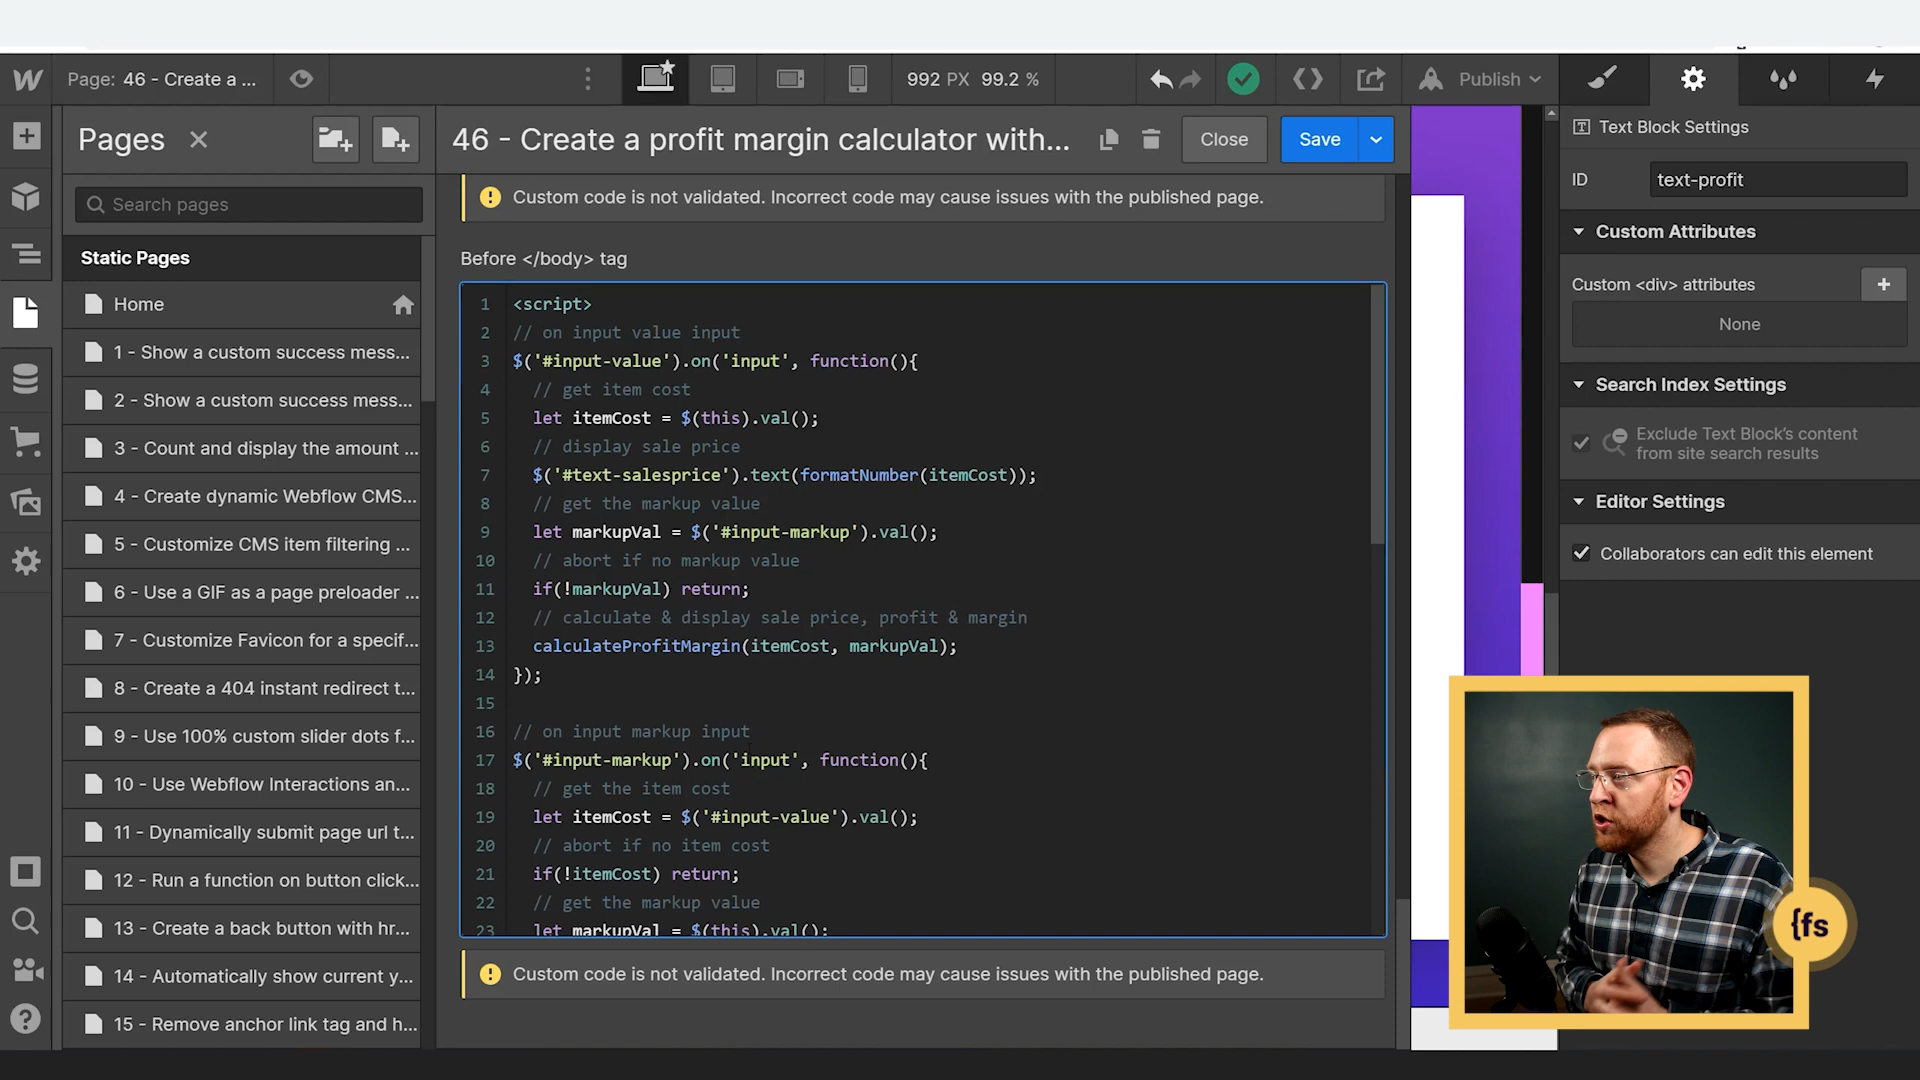 Page: 46 - Create a ...
992 PX 99.2 %
Publish
Pages
Search pages
Static Pages
Home
1 - Show a custom success mess...
2 - Show a custom success mess...
3 - Count and display the amount ...
4 - Create dynamic Webflow CMS...
5 - Customize CMS item filtering ...
6 - Use a GIF as a page preloader ...
7 - Customize Favicon for a specif...
8 - Create a 404 instant redirect t...
9 - Use 100% custom slider dots f...
10 - Use Webflow Interactions an...
11 - Dynamically submit page url t...
12 - Run a function on button click...
13 - Create a back button with hr...
14 - Automatically show current y...
15 - Remove anchor link tag and h...
46 - Create a profit margin calculator with...
Close
Save
Custom code is not validated. Incorrect code may cause issues with the published page.
Before </body> tag
1 <script>
2 // on input value input
3 $('#input-value').on('input', function(){
4 // get item cost
5 let itemCost = $(this).val();
6 // display sale price
7 $('#text-salesprice').text(formatNumber(itemCost));
8 // get the markup value
9 let markupVal = $('#input-markup').val();
10 // abort if no markup value
11 if(!markupVal) return;
12 // calculate & display sale price, profit & margin
13 calculateProfitMargin(itemCost, markupVal);
14 });
15
16 // on input markup input
17 $('#input-markup').on('input', function(){
18 // get the item cost
19 let itemCost = $('#input-value').val();
20 // abort if no item cost
21 if(!itemCost) return;
22 // get the markup value
23 let markupVal = $(this).val();
Custom code is not validated. Incorrect code may cause issues with the published page.
Text Block Settings
ID text-profit
Custom Attributes
Custom <div> attributes
None
Search Index Settings
Exclude Text Block's content
from site search results
Editor Settings
Collaborators can edit this element
{fs